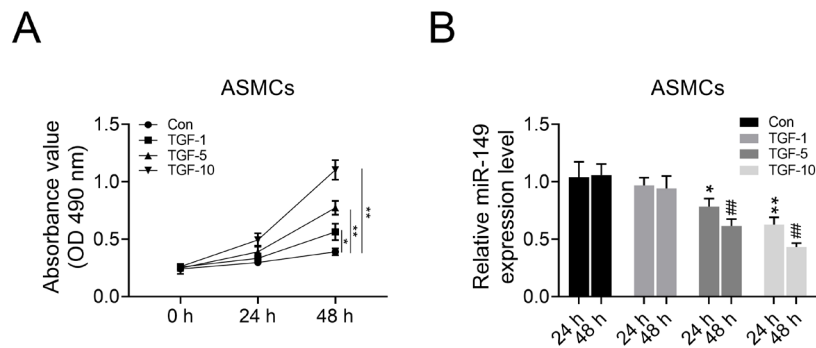 A
ASMCs
Absorbance value
(OD 490 nm)
Con
TGF-1
TGF-5
TGF-10
1.5
1.0
0.5
0.0
0 h
24 h
48 h
*
**
**
B
ASMCs
Relative miR-149
expression level
Con
TGF-1
TGF-5
TGF-10
1.5
1.0
0.5
0.0
*
##
**
##
24 h
48 h
24 h
48 h
24 h
48 h
24 h
48 h